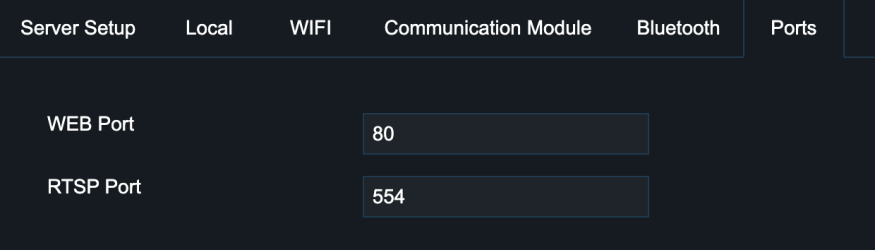 Server Setup Local WIFI Communication Module Bluetooth Ports
WEB Port 80
RTSP Port 554